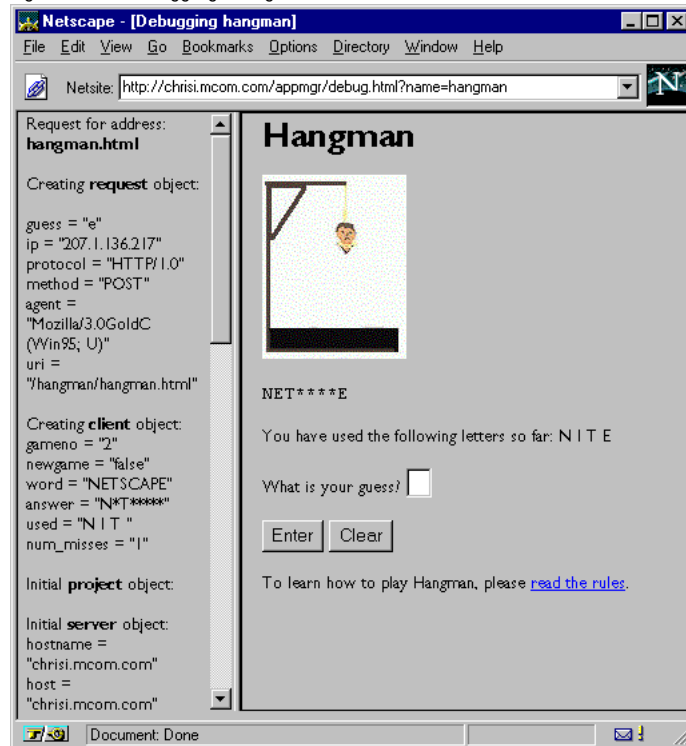 Netscape - [Debugging hangman]
File Edit View Go Bookmarks Options Directory Window Help
Netsite: http://chrisi.mcom.com/appmgr/debug.html?name=hangman
N
Request for address:
hangman.html
Creating request object:
guess = "e"
ip = "207.1.136.217"
protocol = "HTTP/1.0"
method = "POST"
agent =
"Mozilla/3.0GoldC
(Win95; U)"
uri =
"/hangman/hangman.html"
Creating client object:
gameno = "2"
newgame = "false"
word = "NETSCAPE"
answer = "N*T*****"
used = "N I T "
num_misses = "1"
Initial project object:
Initial server object:
hostname =
"chrisi.mcom.com"
host =
"chrisi.mcom.com"
Hangman
NET****E
You have used the following letters so far: N I T E
What is your guess?
Enter Clear
To learn how to play Hangman, please read the rules.
Document: Done